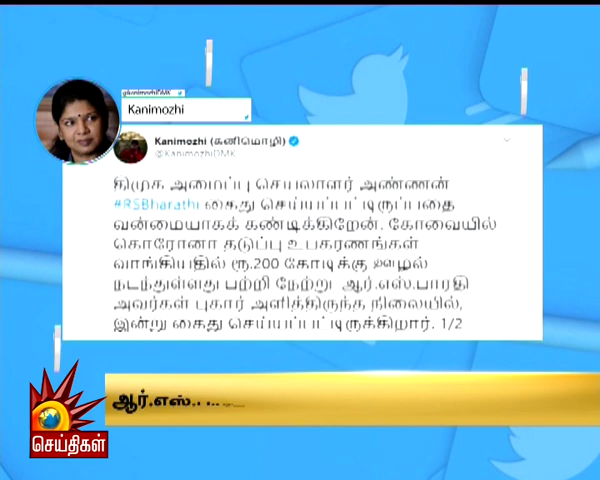 @kanimozhiDMK
Kanimozhi
Kanimozhi (கனிமொழி)
@KanimozhiDMK
திமுக அமைப்பு செயலாளர் அண்ணன்
#RSBharathi கைது செய்யப்பட்டிருப்பதை
வன்மையாகக் கண்டிக்கிறேன். கோவையில்
கொரோனா தடுப்பு உபகரணங்கள்
வாங்கியதில் ரூ.200 கோடிக்கு ஊழல்
நடந்துள்ளது பற்றி நேற்று ஆர்.எஸ்.பாரதி
அவர்கள் புகார் அளித்திருந்த நிலையில்,
இன்று கைது செய்யப்பட்டிருக்கிறார். 1/2
ஆர்.எஸ்.
செய்திகள்